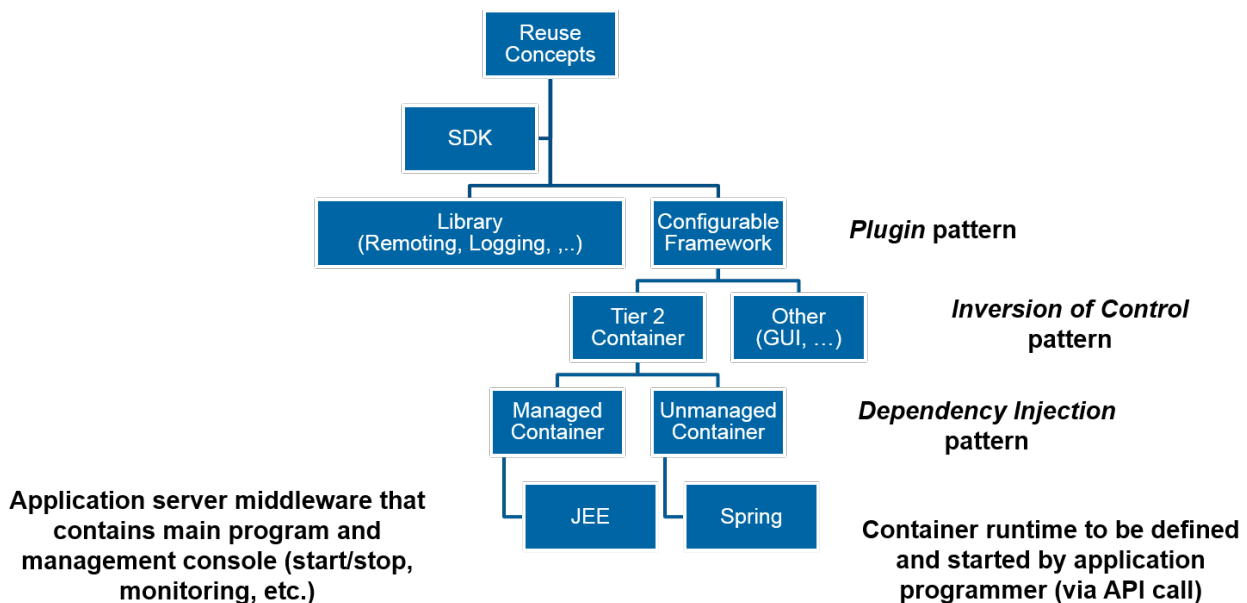 Reuse
Concepts
SDK
Library
(Remoting, Logging, ,..)
Configurable
Framework
Plugin pattern
Tier 2
Container
Other
(GUI, …)
Inversion of Control
pattern
Managed
Container
Unmanaged
Container
Dependency Injection
pattern
JEE
Spring
Application server middleware that
contains main program and
management console (start/stop,
monitoring, etc.)
Container runtime to be defined
and started by application
programmer (via API call)